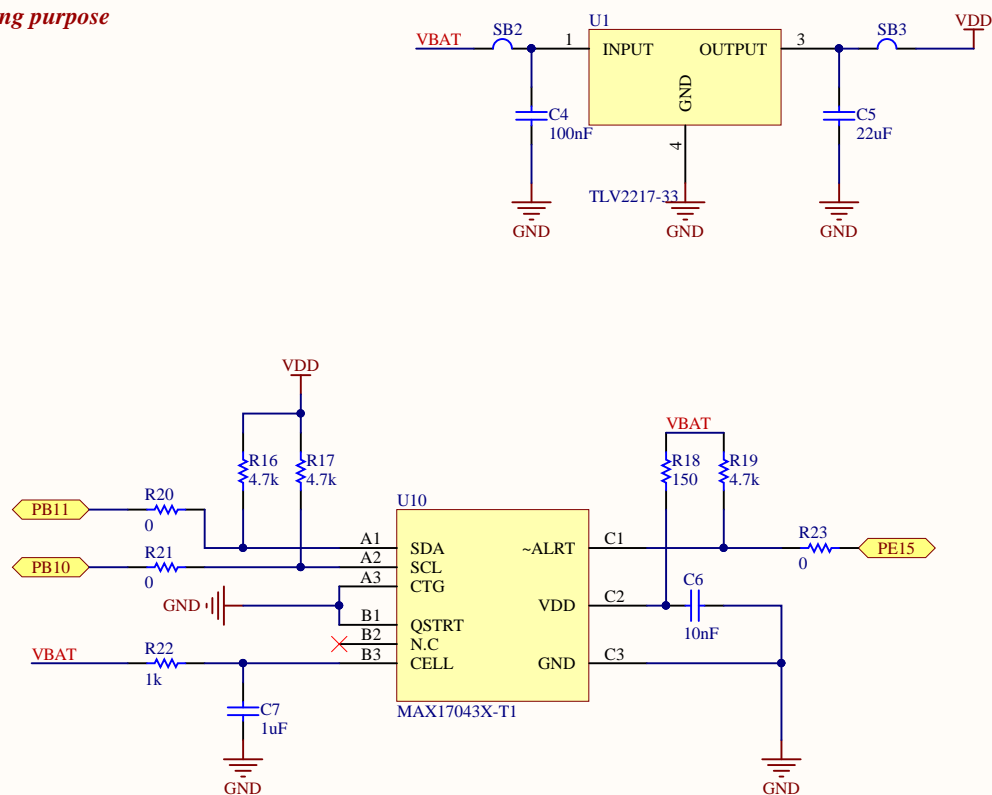 ng purpose
U1
VDD
VBAT
SB2
1
INPUT
OUTPUT
3
SB3
GND
C4
100nF
C5
22uF
4
TLV2217-33
GND
GND
GND
VDD
VBAT
R16
4.7k
R17
4.7k
R18
150
R19
4.7k
U10
PB11
R20
0
A1
SDA
~ALRT
C1
R23
0
PE15
PB10
R21
0
A2
SCL
A3
CTG
GND
B1
QSTRT
VDD
C2
C6
10nF
B2
N.C
VBAT
R22
1k
B3
CELL
GND
C3
C7
1uF
MAX17043X-T1
GND
GND